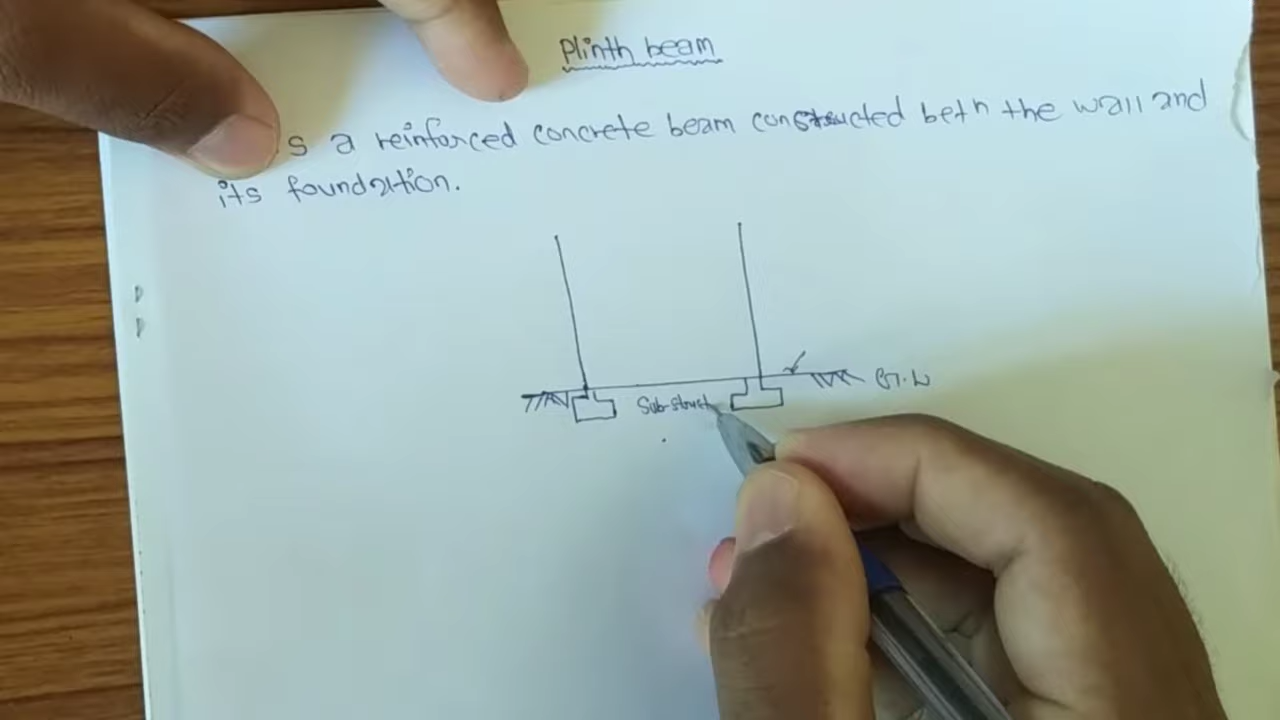 Plinth beam
s a reinforced concrete beam constructed betn the wall and
its foundation.
G.L
Sub-struct